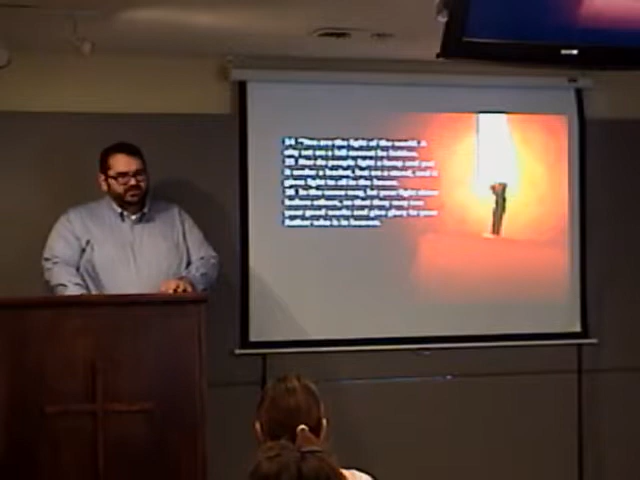 14 "You are the light of the world. A
city set on a hill cannot be hidden.
15 Nor do people light a lamp and put
it under a basket, but on a stand, and it
gives light to all in the house.
16 In the same way, let your light shine
before others, so that they may see
your good works and give glory to your
Father who is in heaven.